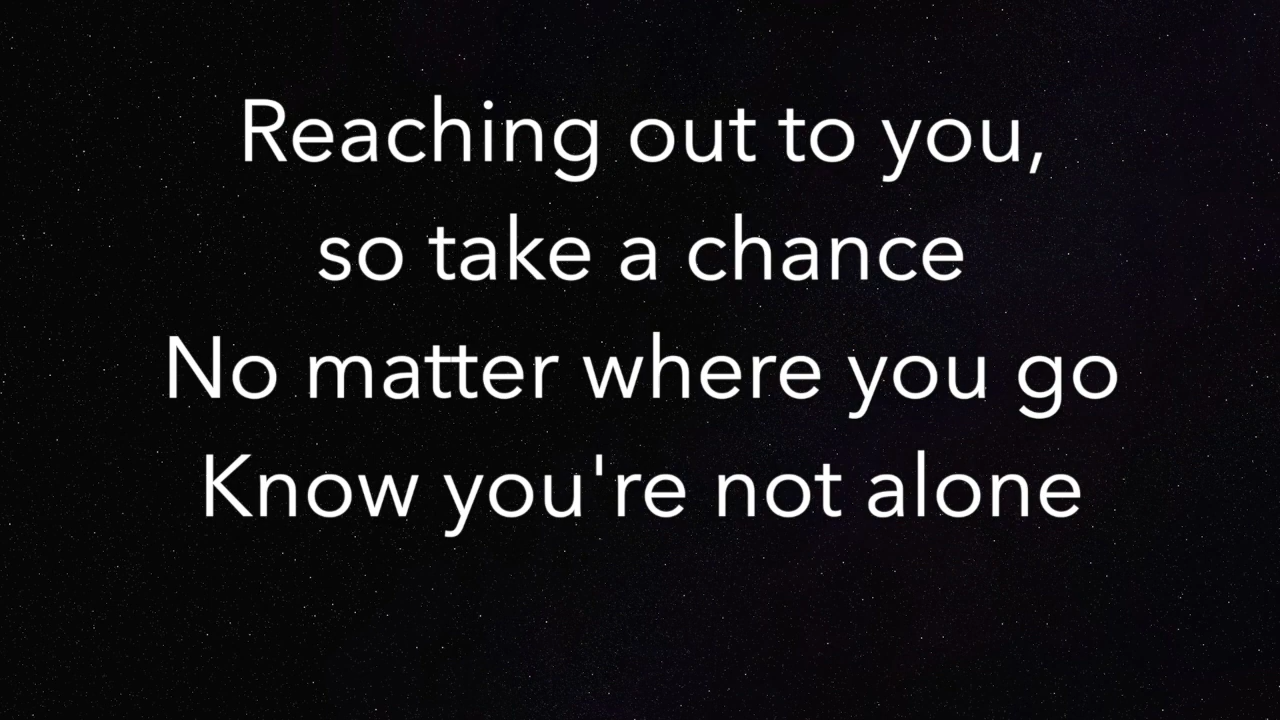 Reaching out to you,
so take a chance
No matter where you go
Know you're not alone